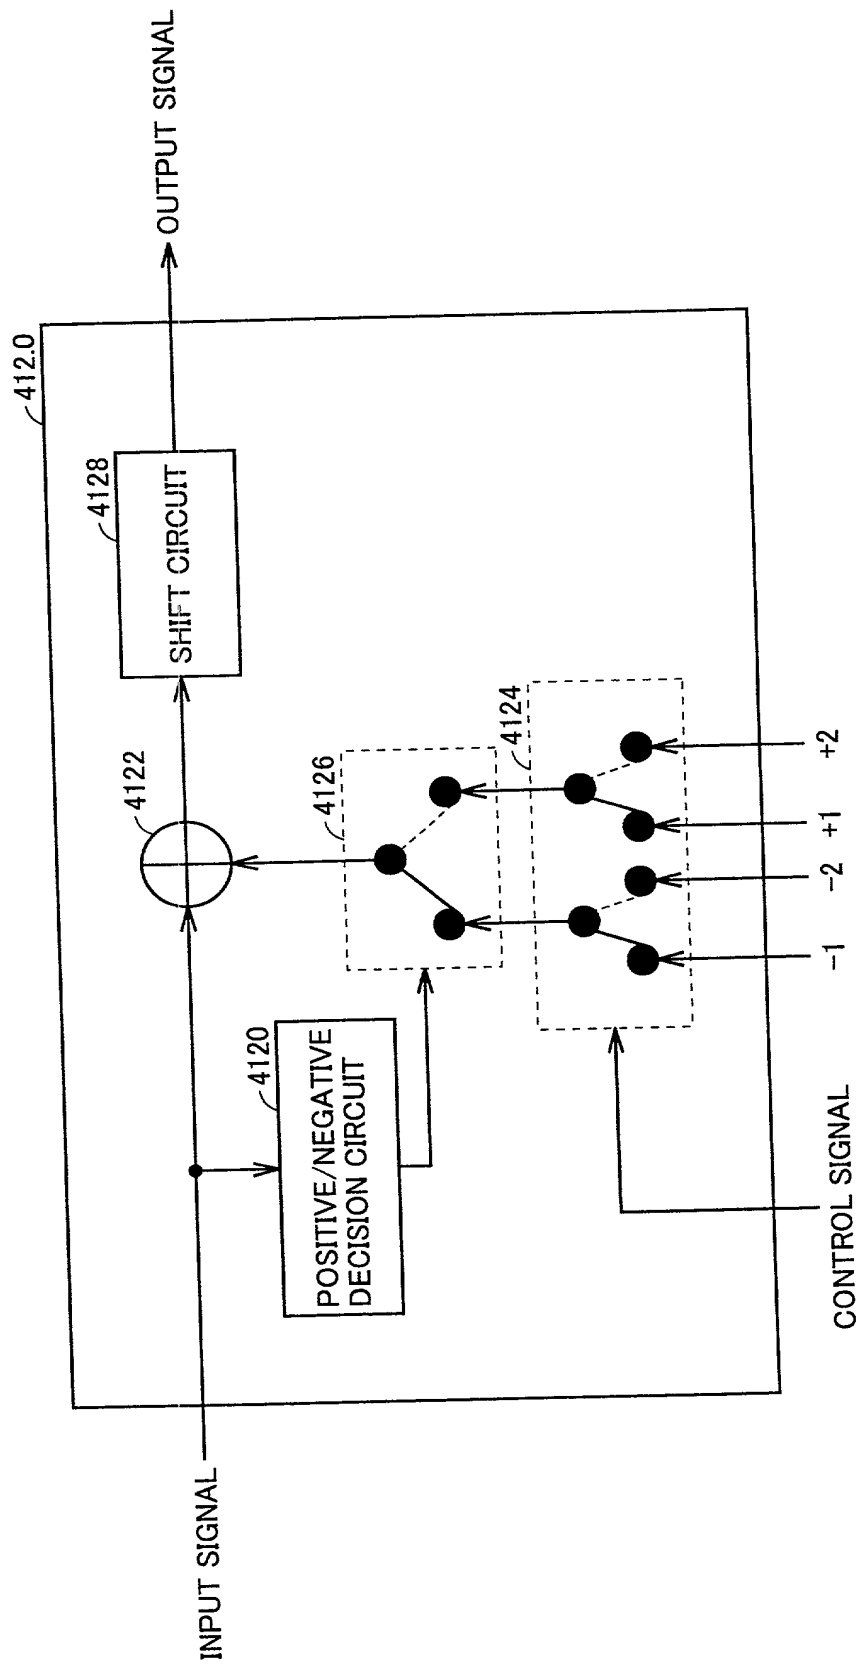 412.0
INPUT SIGNAL
4122
4128
SHIFT CIRCUIT
OUTPUT SIGNAL
4120
POSITIVE/NEGATIVE
DECISION CIRCUIT
4126
4124
CONTROL SIGNAL
-1
-2
+1
+2